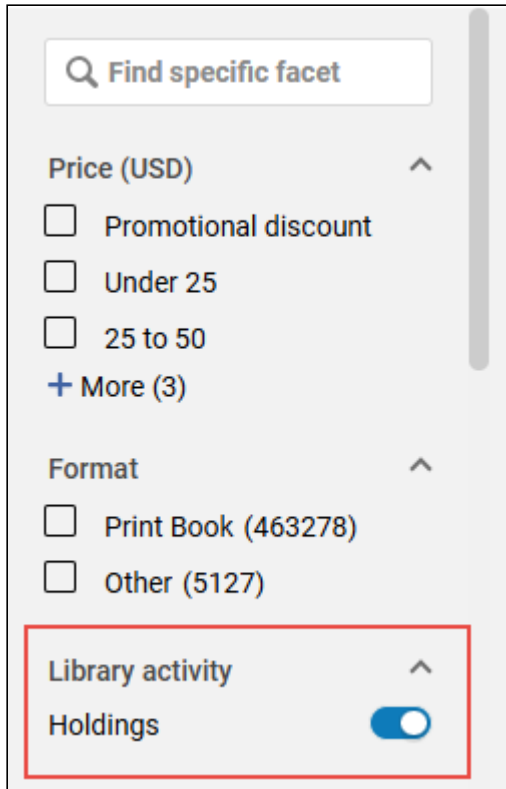 Find specific facet
Price (USD)
Promotional discount
Under 25
25 to 50
+ More (3)
Format
Print Book (463278)
Other (5127)
Library activity
Holdings